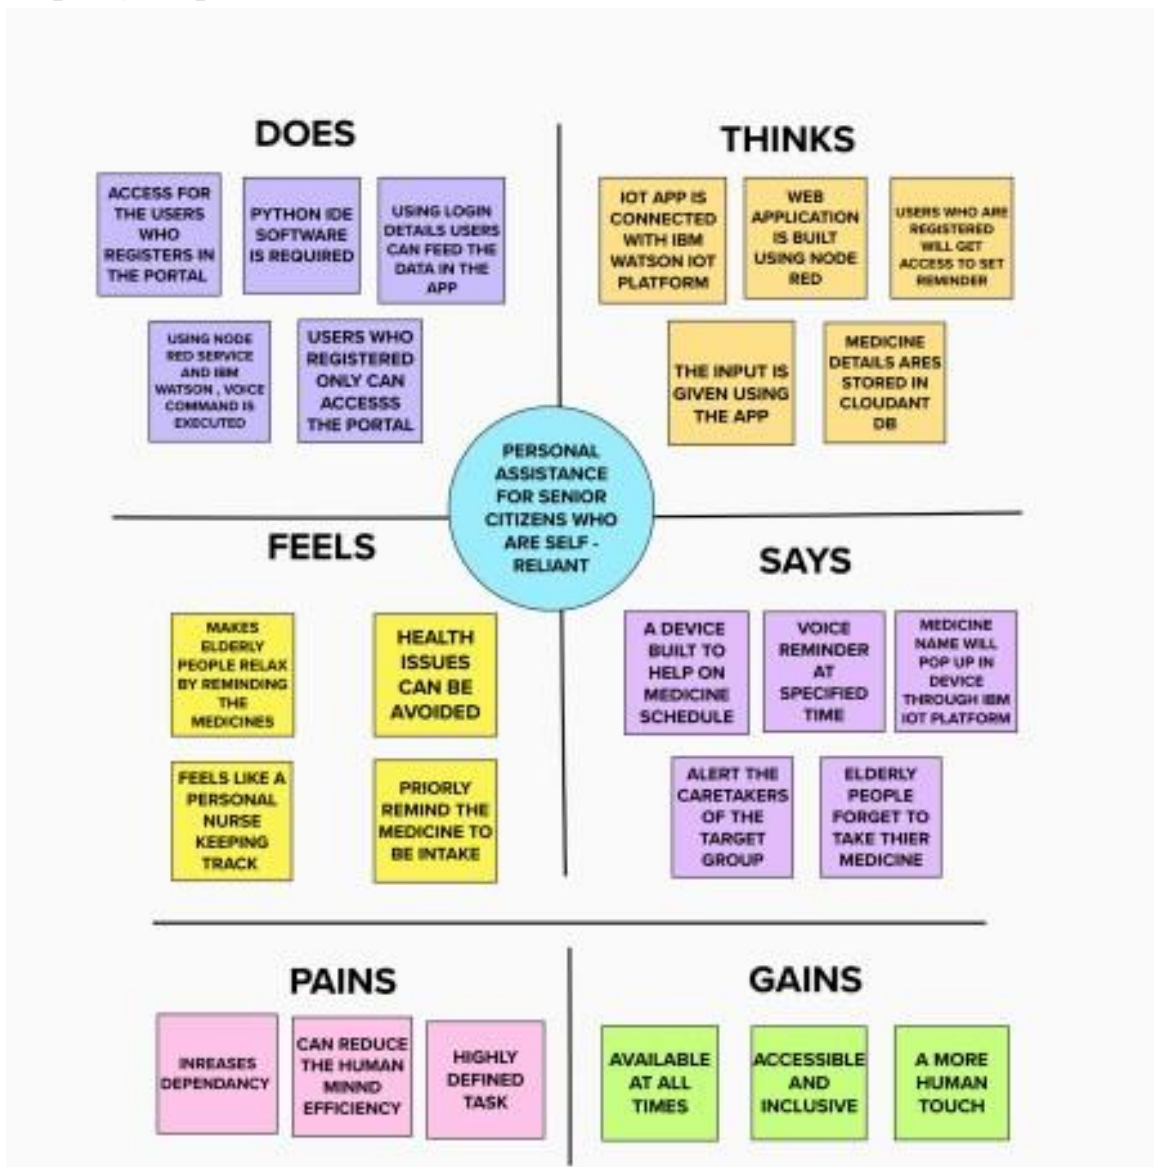 DOES
ACCESS FOR
THE USERS
WHO
REGISTERS IN
THE PORTAL
PYTHON IDE
SOFTWARE
IS REQUIRED
USING LOGIN
DETAILS USERS
CAN FEED THE
DATA IN THE
APP
USING NODE
RED SERVICE
AND IBM
WATSON , VOICE
COMMAND IS
EXECUTED
USERS WHO
REGISTERED
ONLY CAN
ACCESSS
THE PORTAL
THINKS
IOT APP IS
CONNECTED
WITH IBM
WATSON IOT
PLATFORM
WEB
APPLICATION
IS BUILT
USING NODE
RED
USERS WHO ARE
REGISTERED
WILL GET
ACCESS TO SET
REMINDER
THE INPUT IS
GIVEN USING
THE APP
MEDICINE
DETAILS ARES
STORED IN
CLOUDANT
DB
PERSONAL
ASSISTANCE
FOR SENIOR
CITIZENS WHO
ARE SELF -
RELIANT
FEELS
MAKES
ELDERLY
PEOPLE RELAX
BY REMINDING
THE
MEDICINES
HEALTH
ISSUES
CAN BE
AVOIDED
FEELS LIKE A
PERSONAL
NURSE
KEEPING
TRACK
PRIORLY
REMIND THE
MEDICINE TO
BE INTAKE
SAYS
A DEVICE
BUILT TO
HELP ON
MEDICINE
SCHEDULE
VOICE
REMINDER
AT
SPECIFIED
TIME
MEDICINE
NAME WILL
POP UP IN
DEVICE
THROUGH IBM
IOT PLATFORM
ALERT THE
CARETAKERS
OF THE
TARGET
GROUP
ELDERLY
PEOPLE
FORGET TO
TAKE THIER
MEDICINE
PAINS
INREASES
DEPENDANCY
CAN REDUCE
THE HUMAN
MINND
EFFICIENCY
HIGHLY
DEFINED
TASK
GAINS
AVAILABLE
AT ALL
TIMES
ACCESSIBLE
AND
INCLUSIVE
A MORE
HUMAN
TOUCH